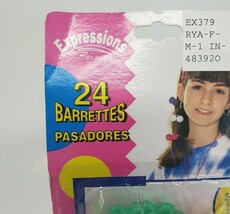 EX379
RYA-F-
M-1 IN-
483920
Expressions
24
BARRETTES
PASADORES